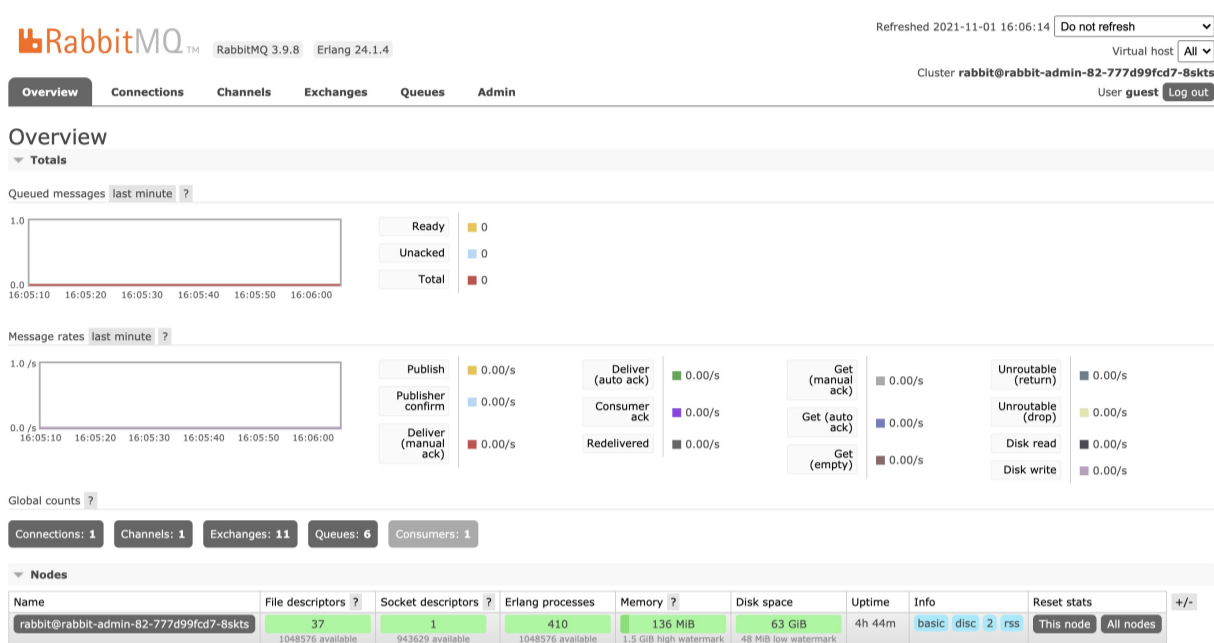 Refreshed 2021-11-01 16:06:14 Do not refresh
RabbitMQ TM RabbitMQ 3.9.8 Erlang 24.1.4
Virtual host All
Cluster rabbit@rabbit-admin-82-777d99fcd7-8skts
User guest Log out
Overview Connections Channels Exchanges Queues Admin
Overview
Totals
Queued messages last minute ?
1.0
0.0
16:05:10 16:05:20 16:05:30 16:05:40 16:05:50 16:06:00
Ready 0
Unacked 0
Total 0
Message rates last minute ?
1.0 /s
0.0 /s
16:05:10 16:05:20 16:05:30 16:05:40 16:05:50 16:06:00
Publish 0.00/s
Publisher
confirm 0.00/s
Deliver
(manual
ack) 0.00/s
Deliver
(auto ack) 0.00/s
Consumer
ack 0.00/s
Redelivered 0.00/s
Get
(manual
ack) 0.00/s
Get (auto
ack) 0.00/s
Get
(empty) 0.00/s
Unroutable
(return) 0.00/s
Unroutable
(drop) 0.00/s
Disk read 0.00/s
Disk write 0.00/s
Global counts ?
Connections: 1 Channels: 1 Exchanges: 11 Queues: 6 Consumers: 1
Nodes
Name File descriptors ? Socket descriptors ? Erlang processes Memory ? Disk space Uptime Info Reset stats +/-
rabbit@rabbit-admin-82-777d99fcd7-8skts 37 1 410 136 MiB 63 GiB 4h 44m basic disc 2 rss This node All nodes
1048576 available 943629 available 1048576 available 1.5 GiB high watermark 48 MiB low watermark